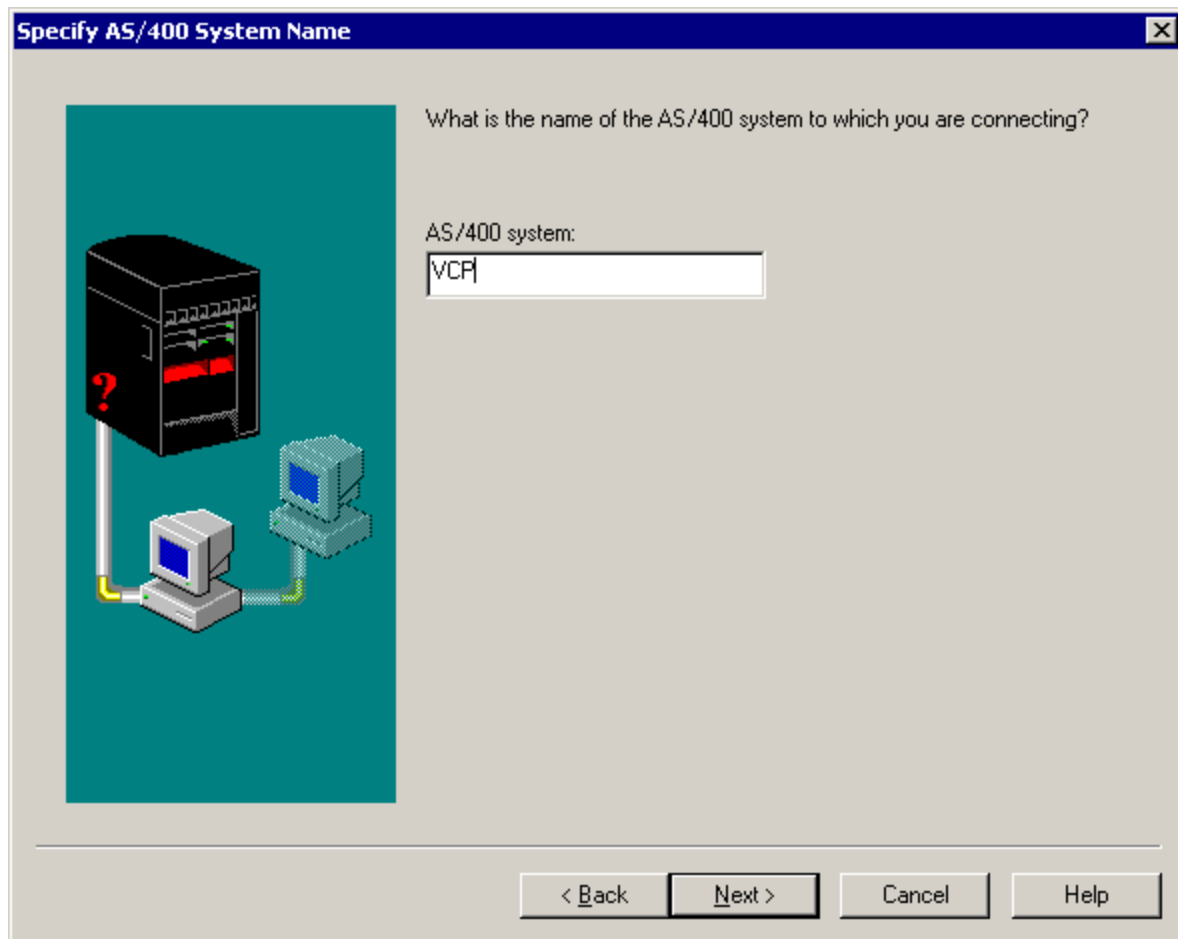 Specify AS/400 System Name
What is the name of the AS/400 system to which you are connecting?
AS/400 system:
VCP
?
< Back
Next >
Cancel
Help